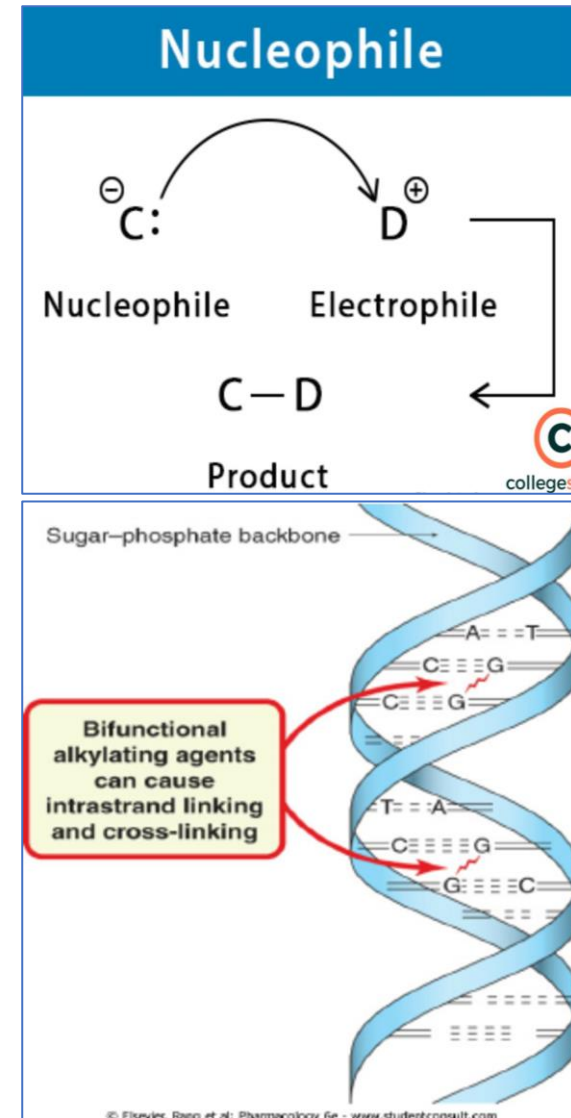 Nucleophile
⊖ C: D ⊕
Nucleophile Electrophile
C—D
Product
C
colleges
Sugar–phosphate backbone
A T
C G
C G
Bifunctional
alkylating agents
can cause
intrastrand linking
and cross-linking
T A
C G
G C
© Elsevier. Rang et al: Pharmacology 6e - www.studentconsult.com